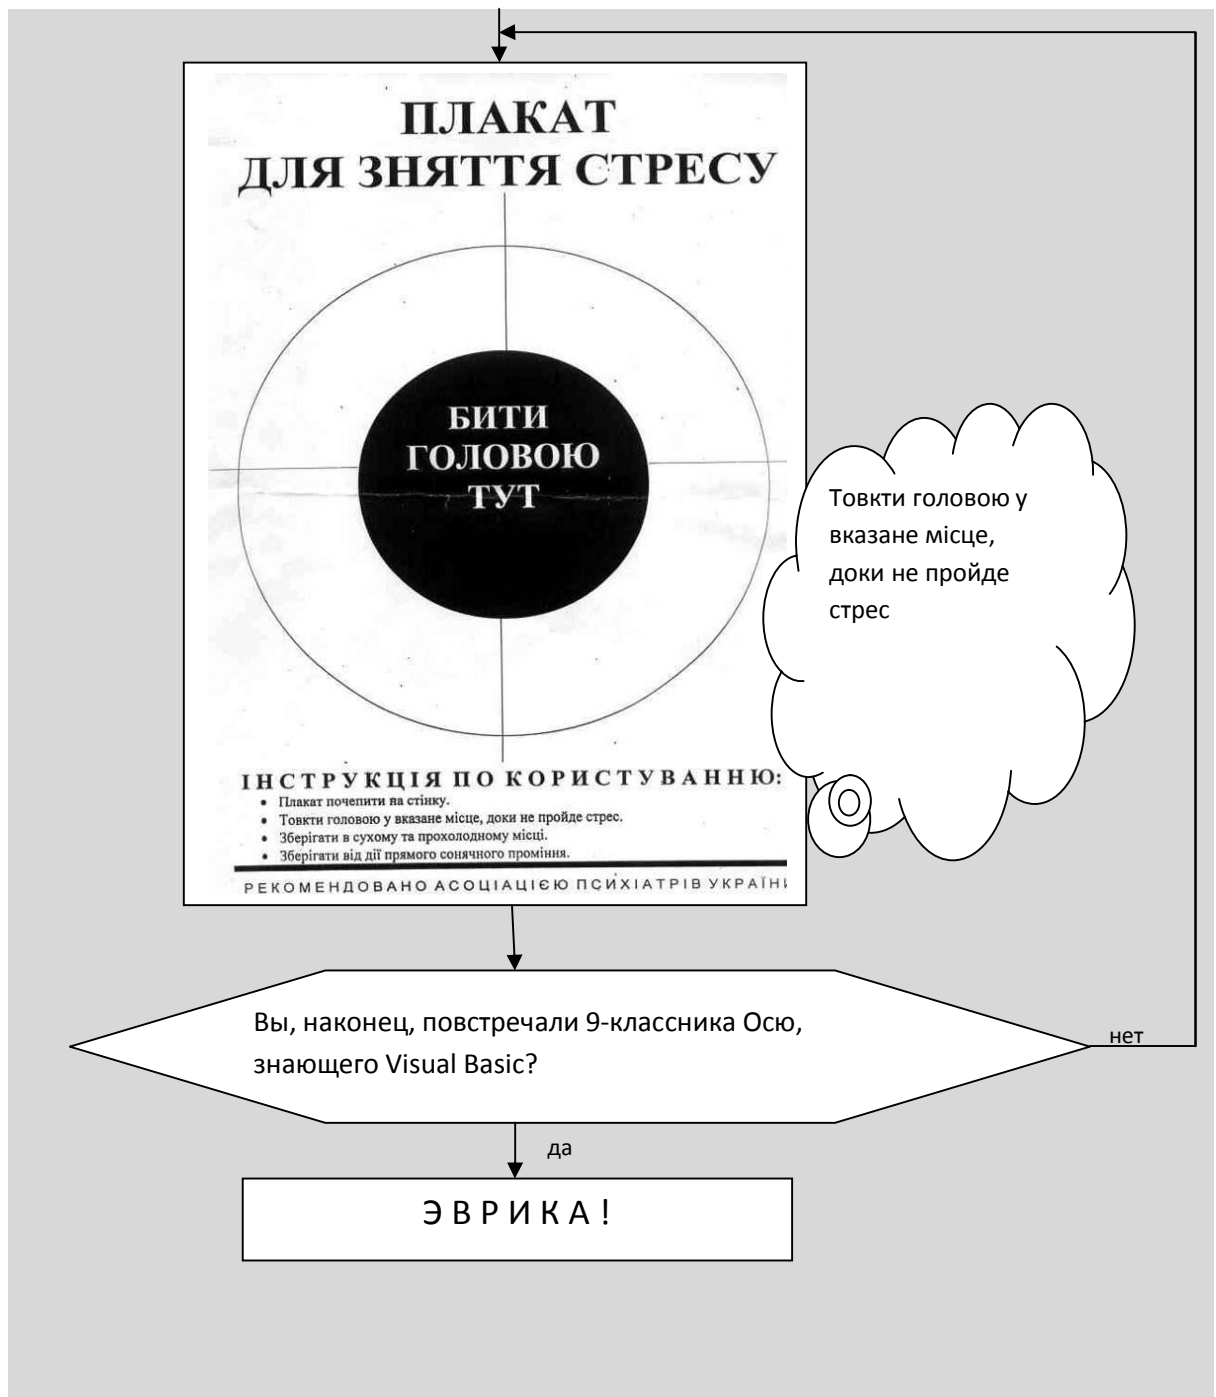 ПЛАКАТ
ДЛЯ ЗНЯТТЯ СТРЕСУ
БИТИ
ГОЛОВОЮ
ТУТ
Товкти головою у
вказане місце,
доки не пройде
стрес
ІНСТРУКЦІЯ ПО КОРИСТУВАННЮ:
• Плакат почепити на стінку.
• Товкти головою у вказане місце, доки не пройде стрес.
• Зберігати в сухому та прохолодному місці.
• Зберігати від дії прямого сонячного проміння.
РЕКОМЕНДОВАНО АСОЦІАЦІЄЮ ПСИХІАТРІВ УКРАЇНИ
Вы, наконец, повстречали 9-классника Осю,
знающего Visual Basic?
нет
да
ЭВРИКА!